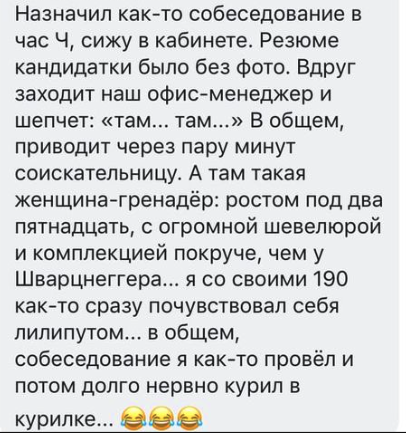 Назначил как-то собеседование в
час Ч, сижу в кабинете. Резюме
кандидатки было без фото. Вдруг
заходит наш офис-менеджер и
шепчет: «там... там...» В общем,
приводит через пару минут
соискательницу. А там такая
женщина-гренадёр: ростом под два
пятнадцать, с огромной шевелюрой
и комплекцией покруче, чем у
Шварцнеггера... я со своими 190
как-то сразу почувствовал себя
лилипутом... в общем,
собеседование я как-то провёл и
потом долго нервно курил в
курилке... 😂😂😂